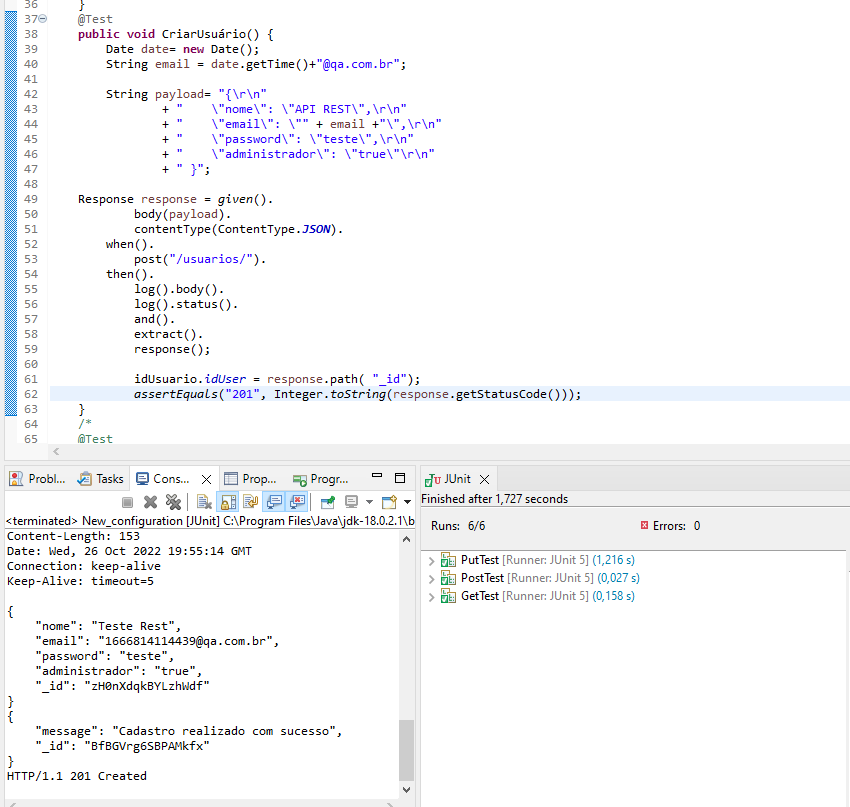 36 }
37 @Test
38 public void CriarUsuário() {
39 Date date= new Date();
40 String email = date.getTime()+"@qa.com.br";
41
42 String payload= "{\r\n"
43 + " \"nome\": \"API REST\",\r\n"
44 + " \"email\": \"" + email +"\",\r\n"
45 + " \"password\": \"teste\",\r\n"
46 + " \"administrador\": \"true\"\r\n"
47 + " }";
48
49 Response response = given().
50 body(payload).
51 contentType(ContentType.JSON).
52 when().
53 post("/usuarios/").
54 then().
55 log().body().
56 log().status().
57 and().
58 extract().
59 response();
60
61 idUsuario.idUser = response.path( "_id");
62 assertEquals("201", Integer.toString(response.getStatusCode()));
63 }
64 /*
65 @Test
Probl... Tasks Cons... Prop... Progr...
<terminated> New_configuration [JUnit] C:\Program Files\Java\jdk-18.0.2.1\b
Content-Length: 153
Date: Wed, 26 Oct 2022 19:55:14 GMT
Connection: keep-alive
Keep-Alive: timeout=5
{
"nome": "Teste Rest",
"email": "1666814114439@qa.com.br",
"password": "teste",
"administrador": "true",
"_id": "zH0nXdqkBYLzhWdf"
}
{
"message": "Cadastro realizado com sucesso",
"_id": "BfBGVrg6SBPAMkfx"
}
HTTP/1.1 201 Created
JUnit
Finished after 1,727 seconds
Runs: 6/6 Errors: 0
PutTest [Runner: JUnit 5] (1,216 s)
PostTest [Runner: JUnit 5] (0,027 s)
GetTest [Runner: JUnit 5] (0,158 s)